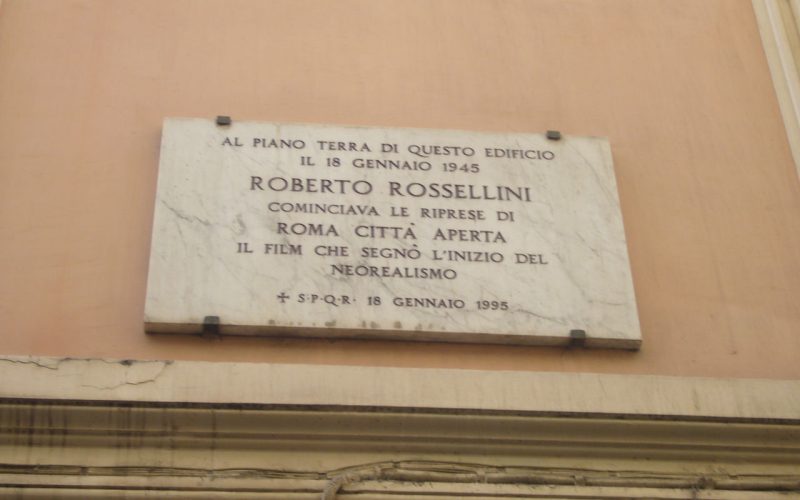 AL PIANO TERRA DI QUESTO EDIFICIO
IL 18 GENNAIO 1945
ROBERTO ROSSELLINI
COMINCIAVA LE RIPRESE DI
ROMA CITTÀ APERTA
IL FILM CHE SEGNÒ L'INIZIO DEL
NEOREALISMO
✠ S·P·Q·R· 18 GENNAIO 1995